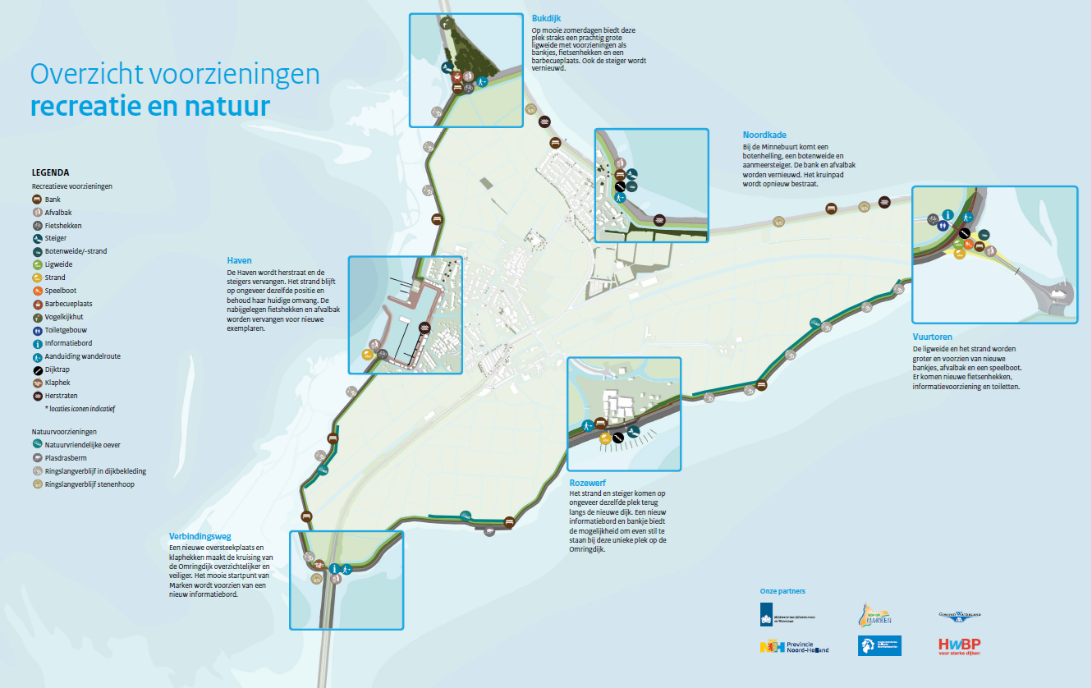 Overzicht voorzieningen
recreatie en natuur
LEGENDA
Recreatieve voorzieningen
Bank
Afvalbak
Fietshekken
Steiger
Botenweide/-strand
Ligweide
Strand
Speelboot
Barbecueplaats
Vogelkijkhut
Toiletgebouw
Informatiebord
Aanduiding wandelroute
Dijktrap
Klaphek
Herstraten
* locaties iconen indicatief
Natuurvoorzieningen
Natuurvriendelijke oever
Plasdrasberm
Ringslangverblijf in dijkbekleding
Ringslangverblijf stenenhoop
Bukdijk
Op mooie zomerdagen biedt deze
plek straks een prachtig grote
ligweide met voorzieningen als
bankjes, fietsenhekken en een
barbecueplaats. Ook de steiger wordt
vernieuwd.
Noordkade
Bij de Minnebuurt komt een
botenhelling, een botenweide en
aanmeersteiger. De bank en afvalbak
worden vernieuwd. Het kruinpad
wordt opnieuw bestraat.
Haven
De Haven wordt herstraat en de
steigers vervangen. Het strand blijft
op ongeveer dezelfde positie en
behoud haar huidige omvang. De
nabijgelegen fietshekken en afvalbak
worden vervangen voor nieuwe
exemplaren.
Vuurtoren
De ligweide en het strand worden
groter en voorzien van nieuwe
bankjes, afvalbak en een speelboot.
Er komen nieuwe fietsenhekken,
informatievoorziening en toiletten.
Rozewerf
Het strand en steiger komen op
ongeveer dezelfde plek terug
langs de nieuwe dijk. Een nieuw
informatiebord en bankje biedt
de mogelijkheid om even stil te
staan bij deze unieke plek op de
Omringdijk.
Verbindingsweg
Een nieuwe oversteekplaats en
klaphekken maakt de kruising van
de Omringdijk overzichtelijker en
veiliger. Het mooie startpunt van
Marken wordt voorzien van een
nieuw informatiebord.
Onze partners
MARKEN
Provincie
Noord-Holland
HWBP
voor sterke dijken